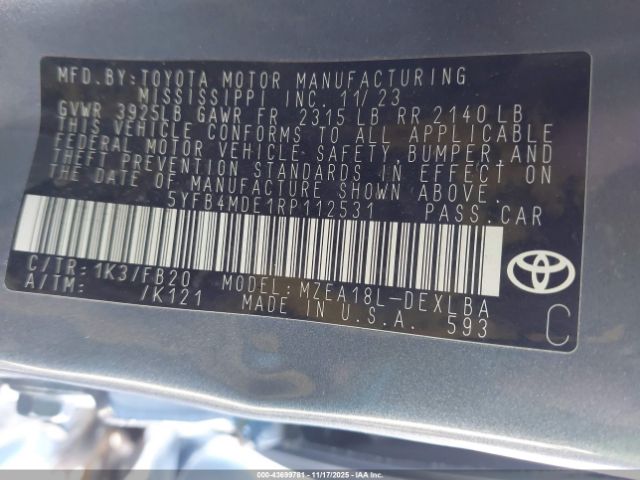 MFD.BY: TOYOTA MOTOR MANUFACTURING
MISSISSIPPI INC. 11/23
GVWR 3925LB GAWR FR 2315 LB RR 2140 LB
THIS VEHICLE CONFORMS TO ALL APPLICABLE
FEDERAL MOTOR VEHICLE SAFETY, BUMPER, AND
THEFT PREVENTION STANDARDS IN EFFECT ON
THE DATE OF MANUFACTURE SHOWN ABOVE.
5YFB4MDE1RP112531 PASS.CAR
C/TR: 1K3/FB20 MODEL: MZEA18L-DEXLBA
A/TM: /K121 MADE IN U.S.A. 593
C
000-43699781 - 11/17/2025 - IAAI.COM